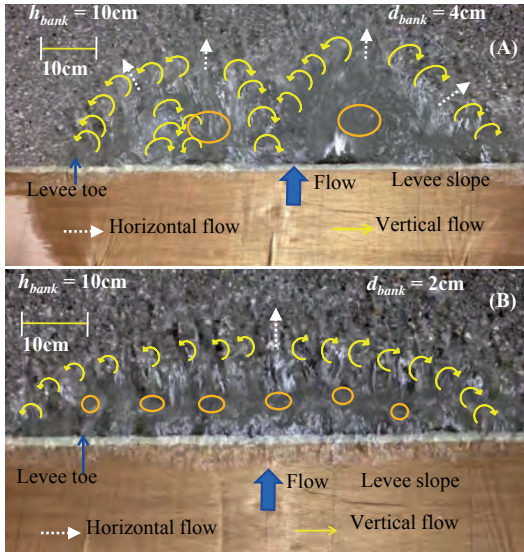 h_bank = 10cm
d_bank = 4cm
(A)
10cm
Levee toe
Flow
Levee slope
Horizontal flow
Vertical flow
h_bank = 10cm
d_bank = 2cm
(B)
10cm
Levee toe
Flow
Levee slope
Horizontal flow
Vertical flow